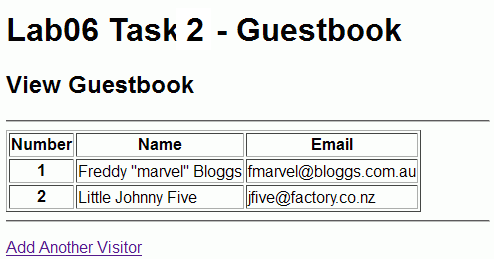 Lab06 Task 2 - Guestbook
View Guestbook
Number Name Email
1 Freddy "marvel" Bloggs fmarvel@bloggs.com.au
2 Little Johnny Five jfive@factory.co.nz
Add Another Visitor